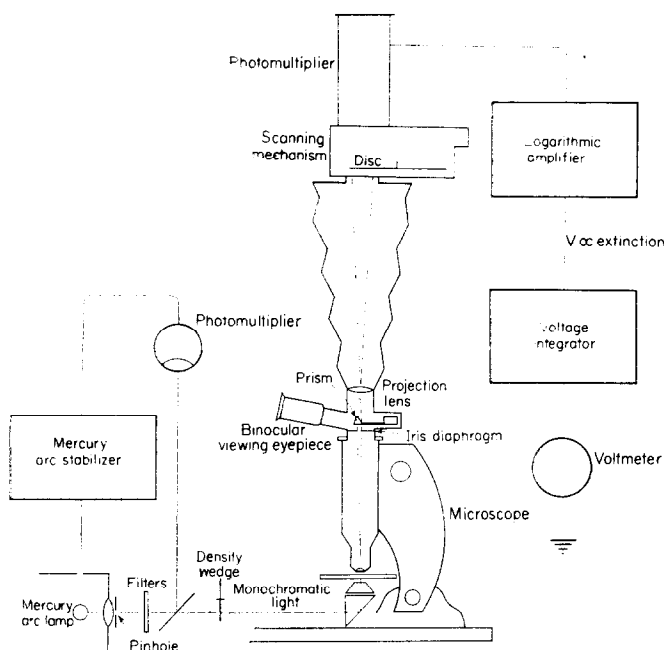 Photomultiplier
Scanning
mechanism
Disc
Logarithmic
amplifier
V ∝ extinction
Voltage
integrator
Photomultiplier
Prism
Projection
lens
Binocular
viewing eyepiece
Iris diaphragm
Mercury
arc stabilizer
Voltmeter
Microscope
Density
wedge
Filters
Monochromatic
light
Mercury
arc lamp
Pinhole